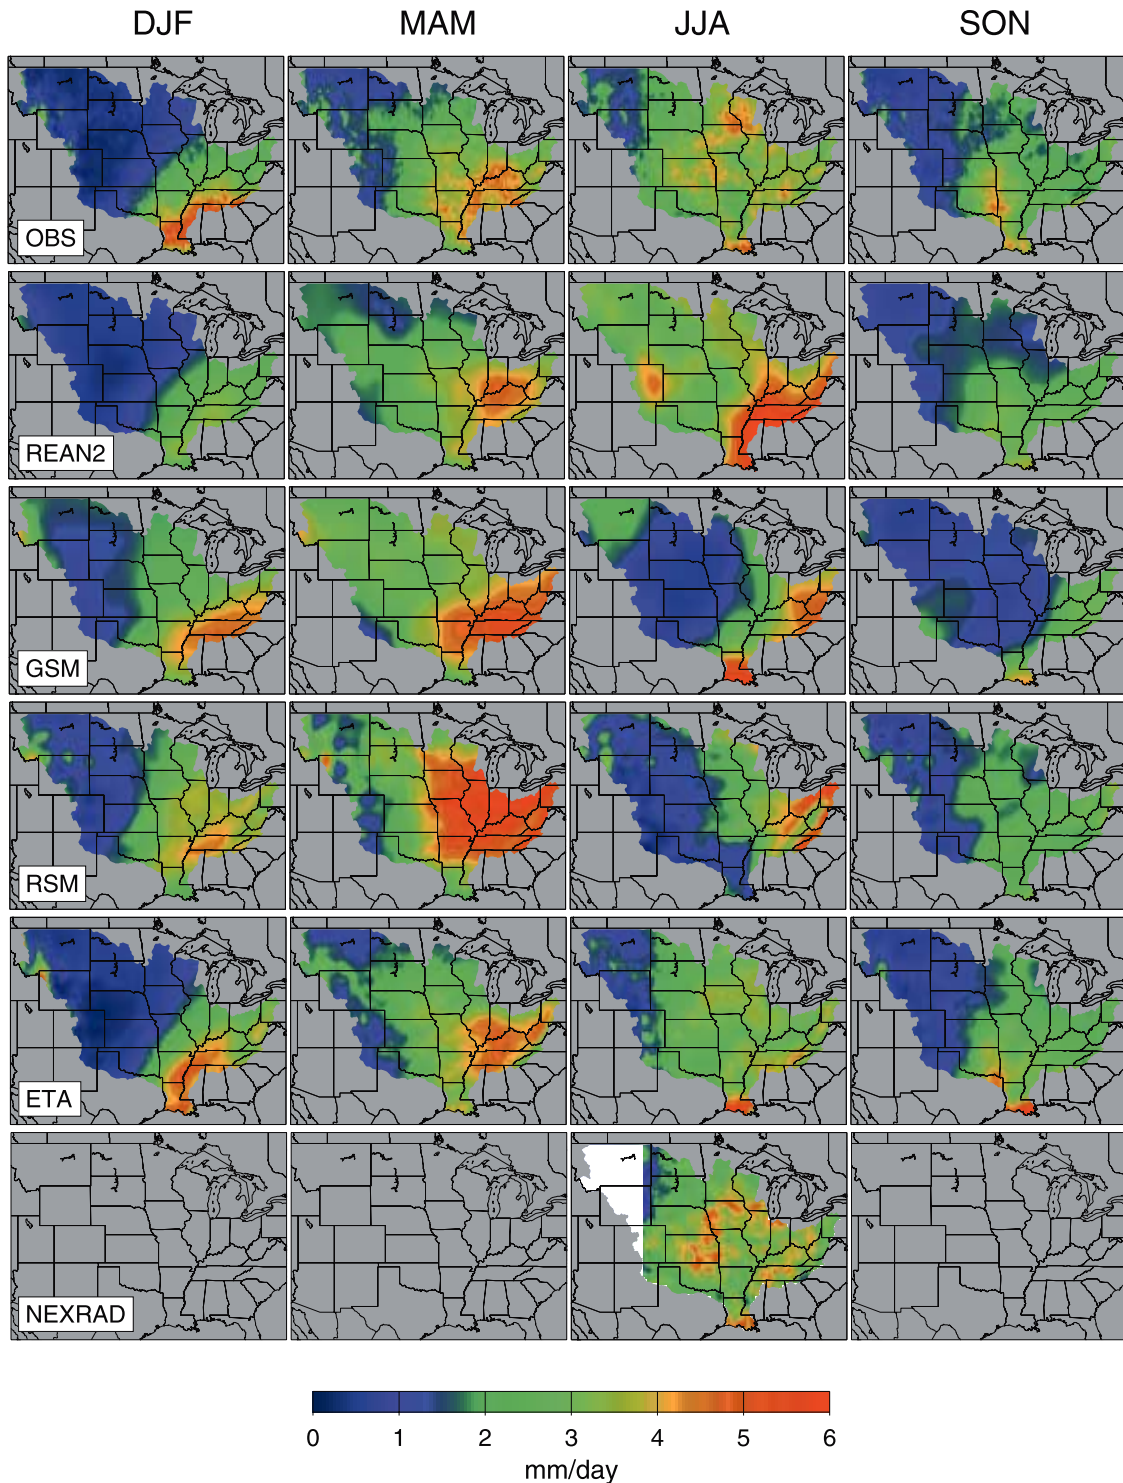 DJF MAM JJA SON
OBS
REAN2
GSM
RSM
ETA
NEXRAD
0 1 2 3 4 5 6
mm/day